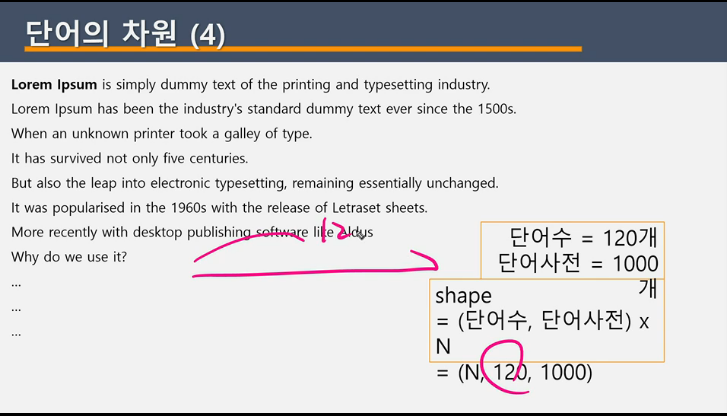 단어의 차원 (4)
Lorem Ipsum is simply dummy text of the printing and typesetting industry.
Lorem Ipsum has been the industry's standard dummy text ever since the 1500s.
When an unknown printer took a galley of type.
It has survived not only five centuries.
But also the leap into electronic typesetting, remaining essentially unchanged.
It was popularised in the 1960s with the release of Letraset sheets.
More recently with desktop publishing software like Aldus
Why do we use it?
...
...
...
단어수 = 120개
단어사전 = 1000
개
shape
= (단어수, 단어사전) x
N
= (N, 120, 1000)